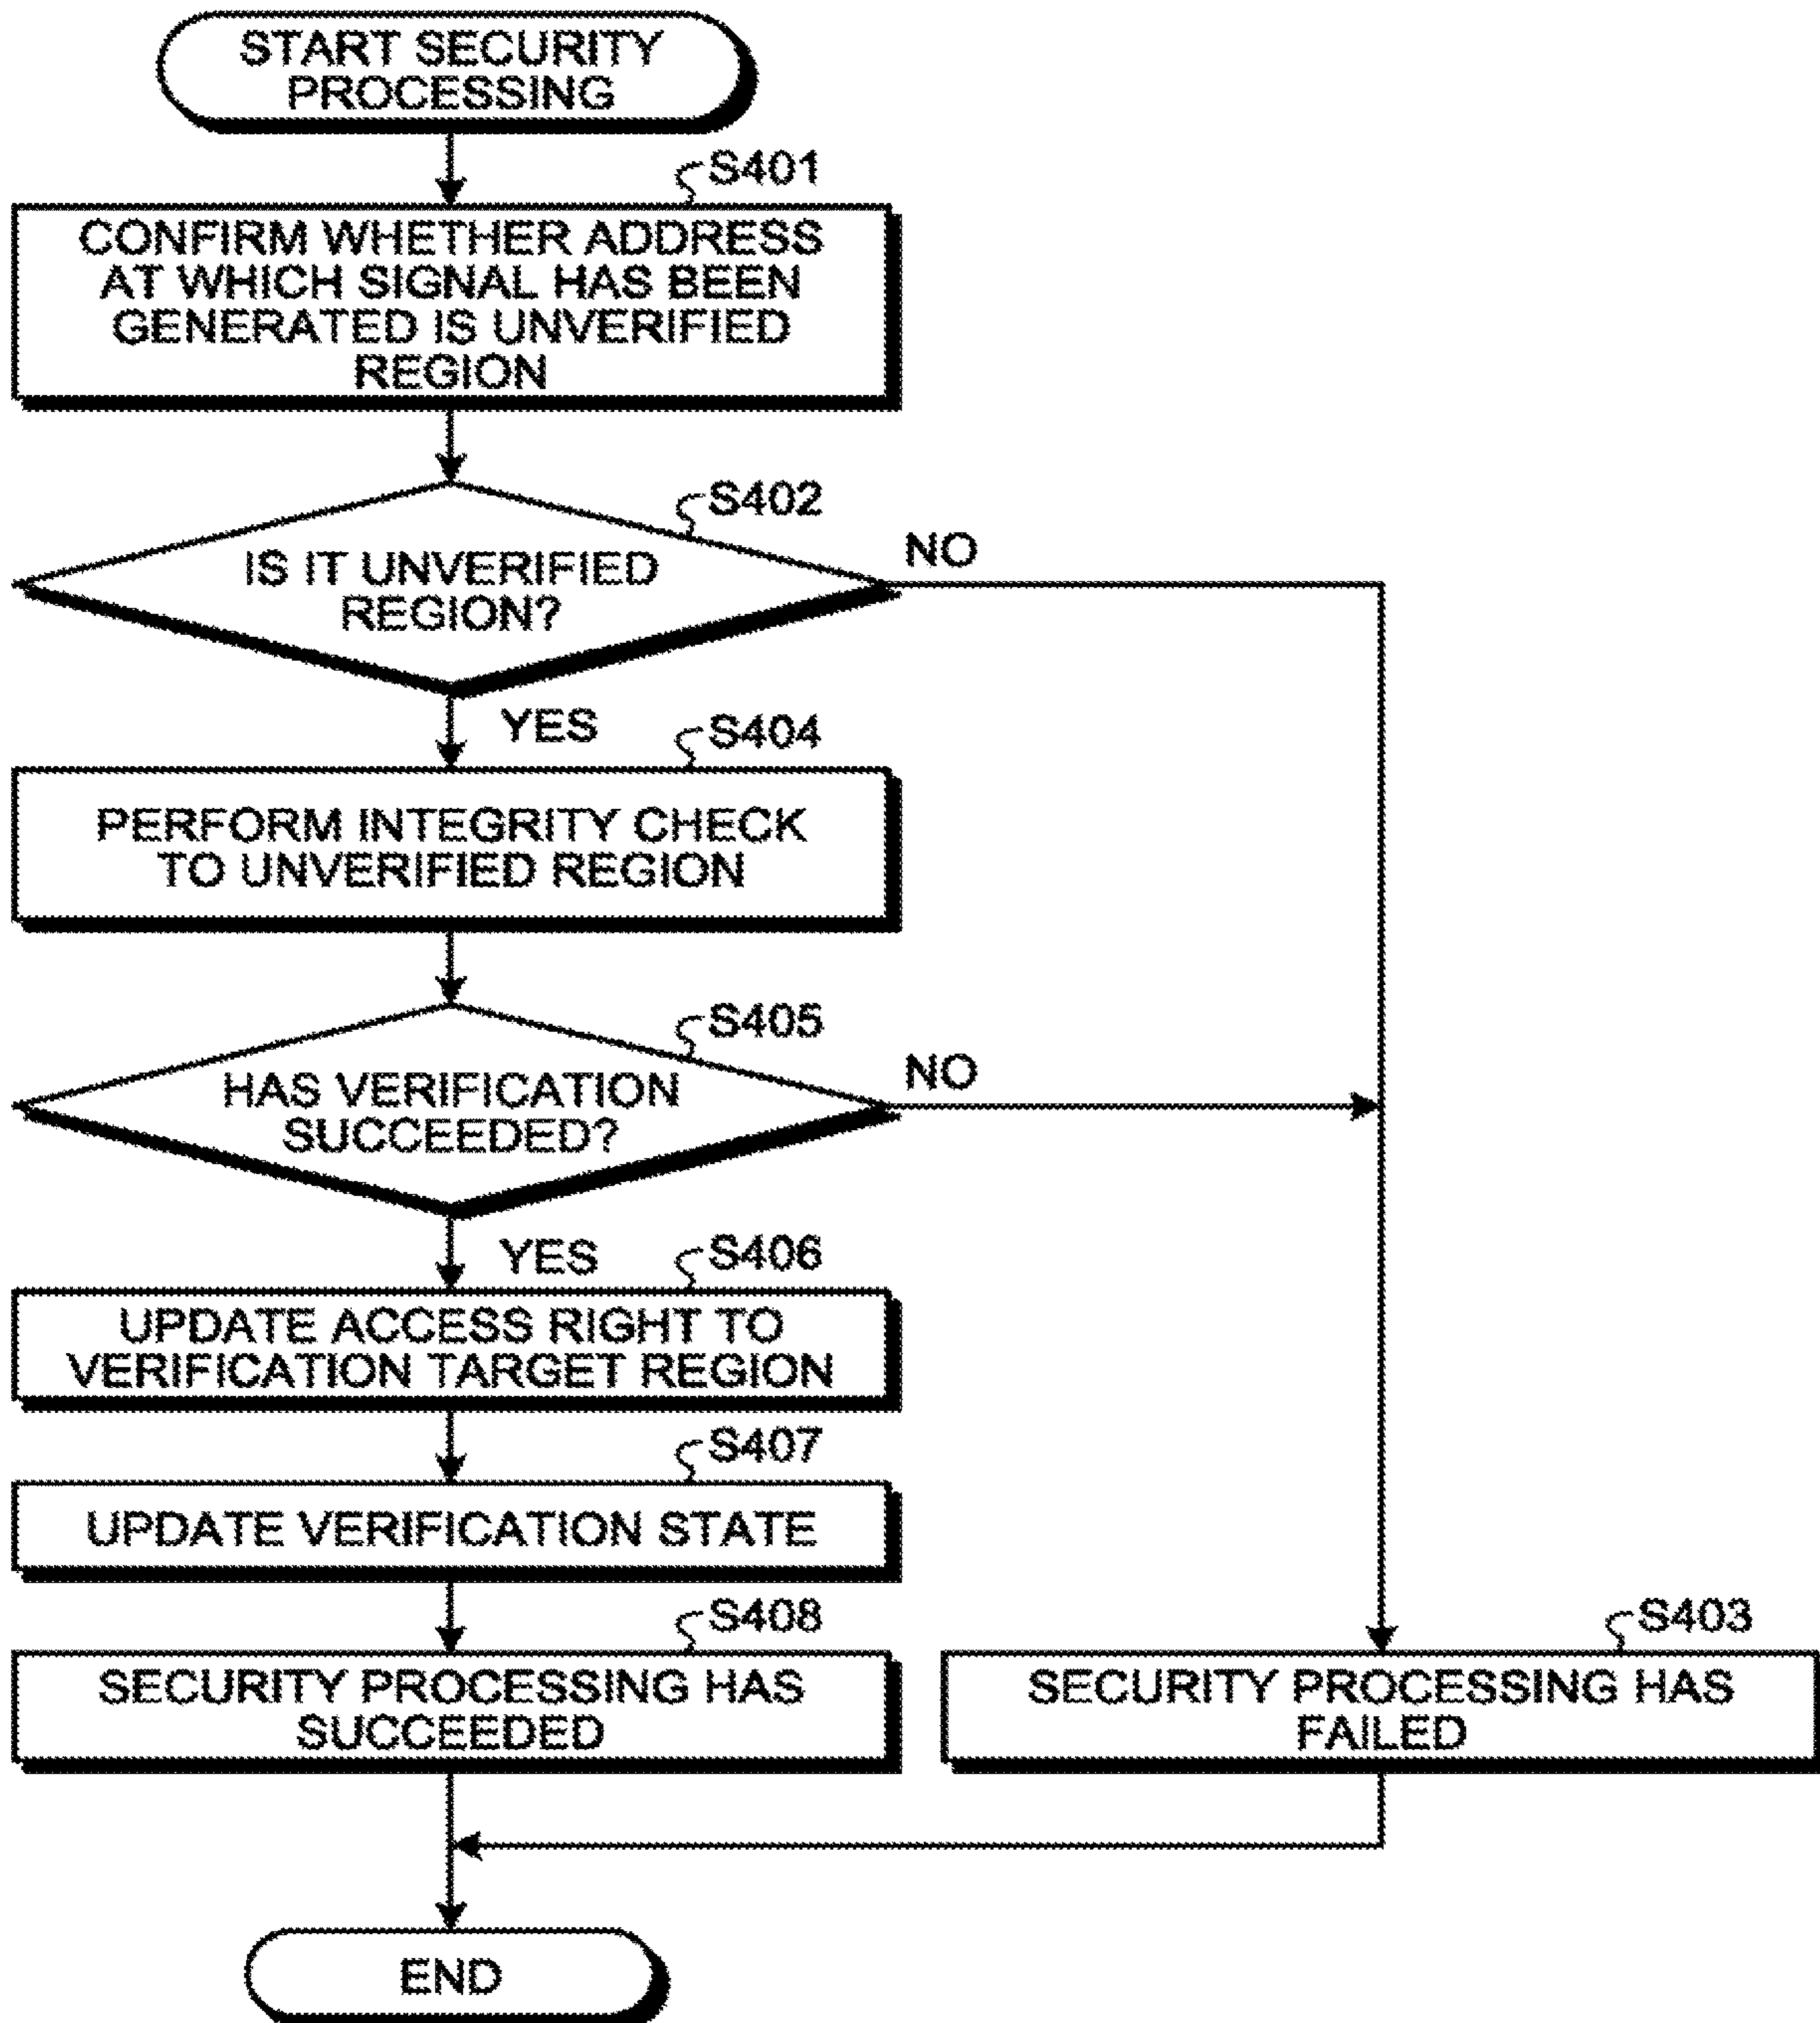 START SECURITY
PROCESSING
S401
CONFIRM WHETHER ADDRESS
AT WHICH SIGNAL HAS BEEN
GENERATED IS UNVERIFIED
REGION
S402
IS IT UNVERIFIED
REGION?
NO
YES
S404
PERFORM INTEGRITY CHECK
TO UNVERIFIED REGION
S405
HAS VERIFICATION
SUCCEEDED?
NO
YES
S406
UPDATE ACCESS RIGHT TO
VERIFICATION TARGET REGION
S407
UPDATE VERIFICATION STATE
S408
SECURITY PROCESSING HAS
SUCCEEDED
S403
SECURITY PROCESSING HAS
FAILED
END